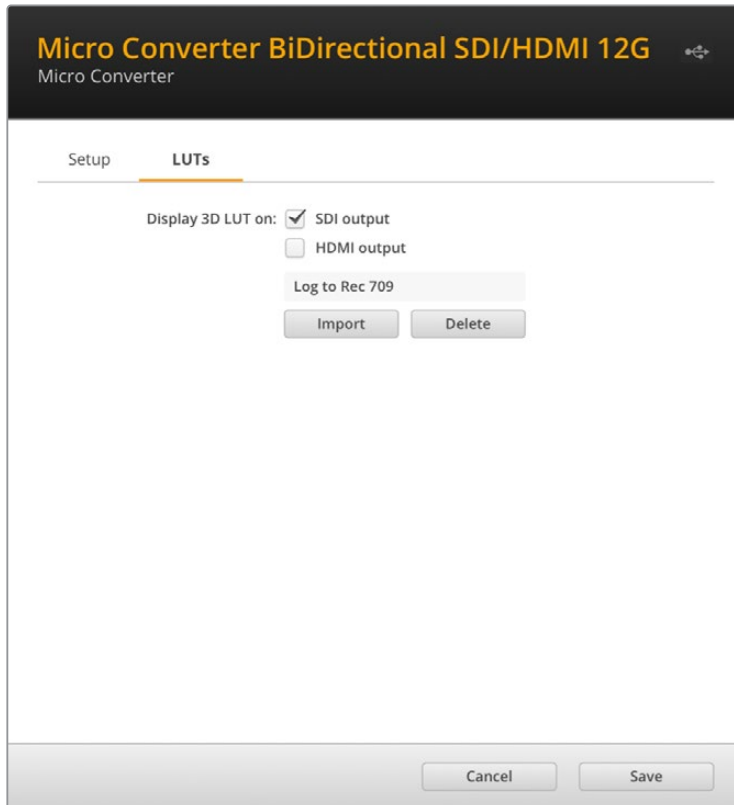 Micro Converter BiDirectional SDI/HDMI 12G
Micro Converter
Setup LUTs
Display 3D LUT on: SDI output
HDMI output
Log to Rec 709
Import Delete
Cancel Save